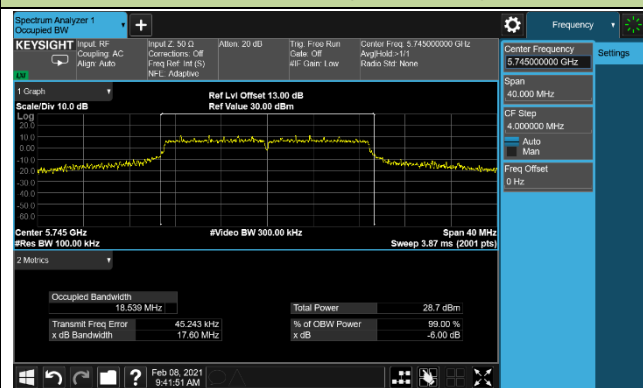 Spectrum Analyzer 1
Occupied BW
Frequency
KEYSIGHT
Input: RF
Coupling: AC
Align: Auto
Input Z: 50 Ω
Corrections: Off
Freq Ref: Int (S)
NFE: Adaptive
Atten: 20 dB
Trig: Free Run
Gate: Off
#IF Gain: Low
Center Freq: 5.745000000 GHz
Avg|Hold:>1/1
Radio Std: None
LU
Center Frequency
5.745000000 GHz
Settings
Span
40.000 MHz
CF Step
4.000000 MHz
Auto
Man
Freq Offset
0 Hz
1 Graph
Scale/Div 10.0 dB
Ref Lvl Offset 13.00 dB
Ref Value 30.00 dBm
Log
20.0
10.0
0.00
-10.0
-20.0
-30.0
-40.0
-50.0
-60.0
Center 5.745 GHz
#Res BW 100.00 kHz
#Video BW 300.00 kHz
Span 40 MHz
Sweep 3.87 ms (2001 pts)
2 Metrics
Occupied Bandwidth
18.539 MHz
Total Power 28.7 dBm
Transmit Freq Error 45.243 kHz
% of OBW Power 99.00 %
x dB Bandwidth 17.60 MHz
x dB -6.00 dB
Feb 08, 2021
9:41:51 AM